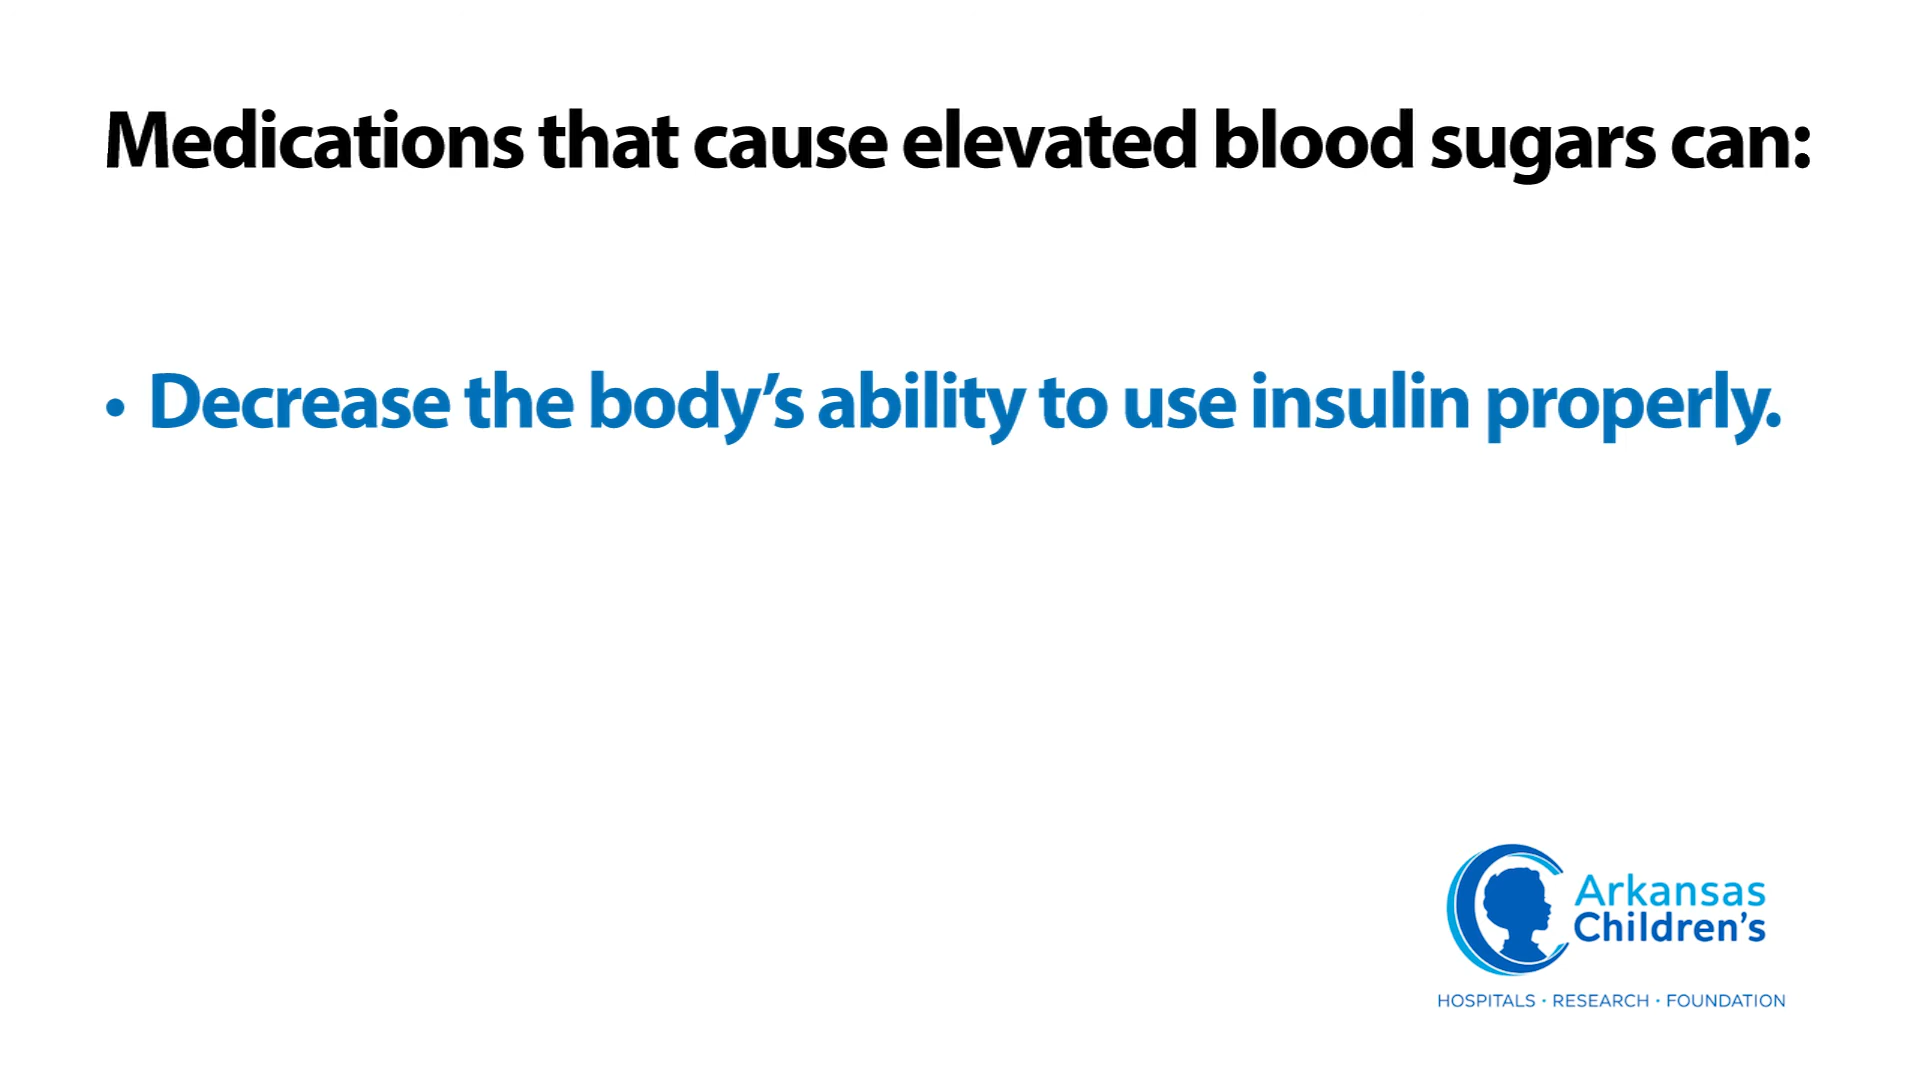 Medications that cause elevated blood sugars can:
• Decrease the body’s ability to use insulin properly.
Arkansas
Children’s
HOSPITALS · RESEARCH · FOUNDATION